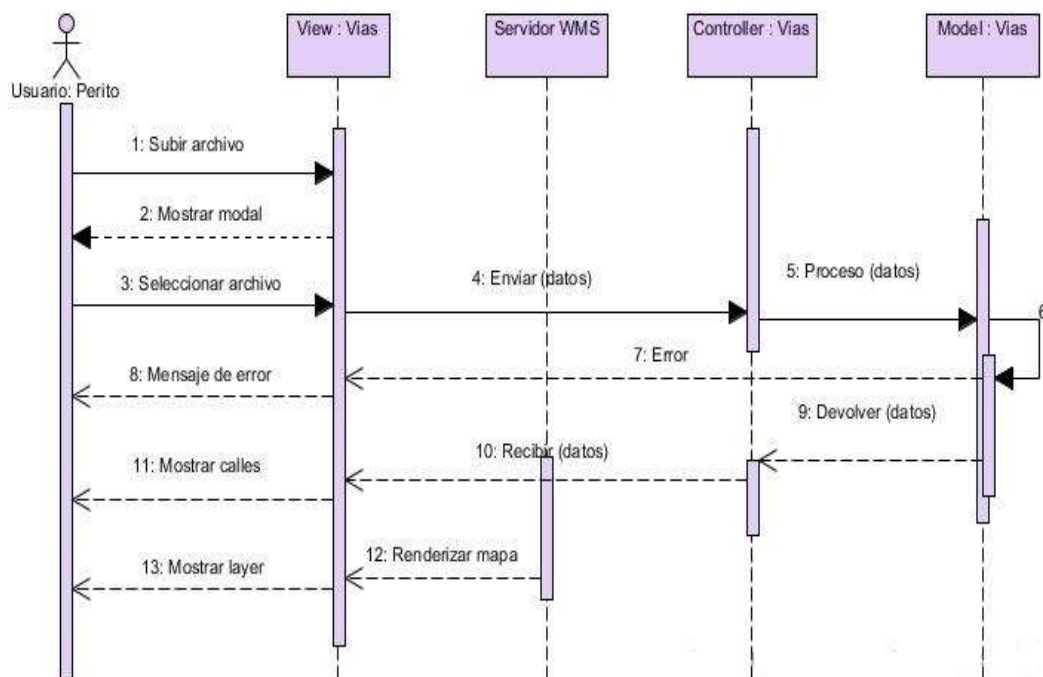 View : Vias
Servidor WMS
Controller : Vias
Model : Vias
Usuario: Perito
1: Subir archivo
2: Mostrar modal
3: Seleccionar archivo
4: Enviar (datos)
5: Proceso (datos)
6
7: Error
8: Mensaje de error
9: Devolver (datos)
10: Recibir (datos)
11: Mostrar calles
12: Renderizar mapa
13: Mostrar layer